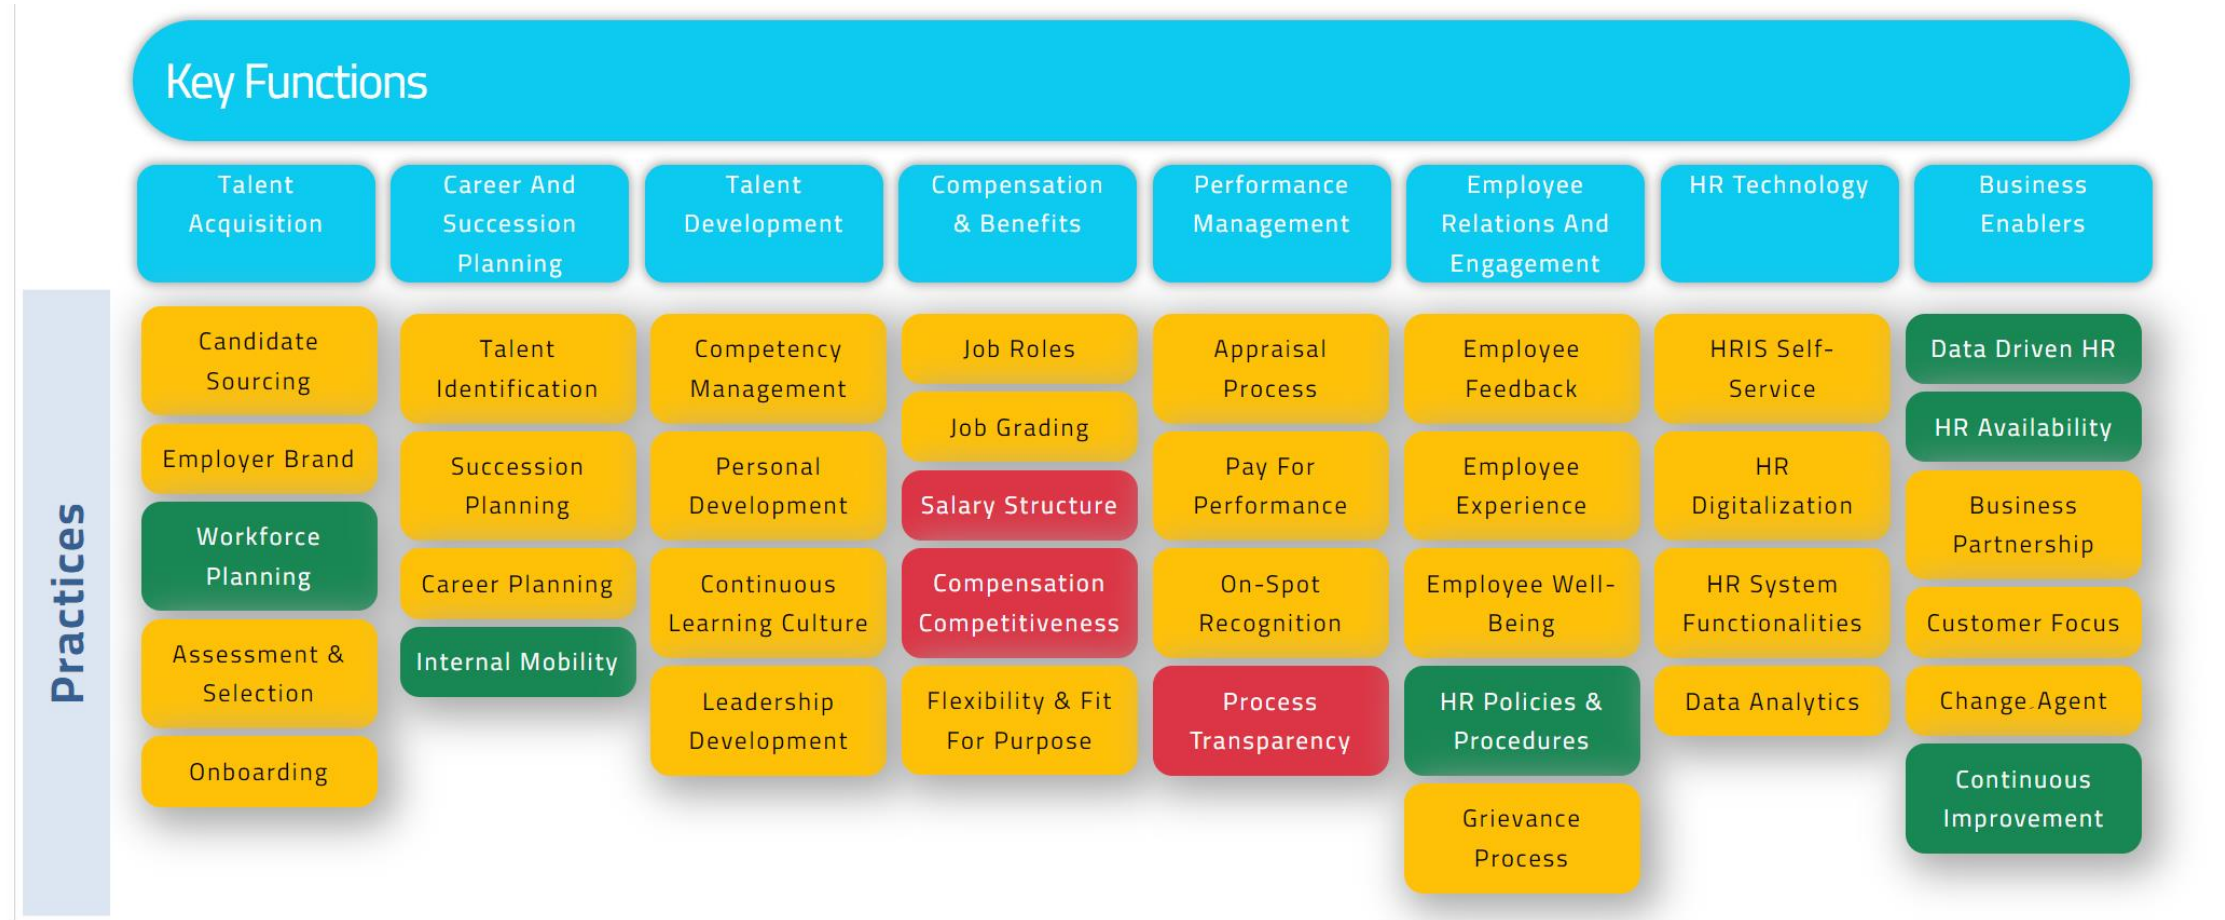 Key Functions
Talent
Acquisition
Career And
Succession
Planning
Talent
Development
Compensation
& Benefits
Performance
Management
Employee
Relations And
Engagement
HR Technology
Business
Enablers
Practices
Candidate
Sourcing
Employer Brand
Workforce
Planning
Assessment &
Selection
Onboarding
Talent
Identification
Succession
Planning
Career Planning
Internal Mobility
Competency
Management
Personal
Development
Continuous
Learning Culture
Leadership
Development
Job Roles
Job Grading
Salary Structure
Compensation
Competitiveness
Flexibility & Fit
For Purpose
Appraisal
Process
Pay For
Performance
On-Spot
Recognition
Process
Transparency
Employee
Feedback
Employee
Experience
Employee Well-
Being
HR Policies &
Procedures
Grievance
Process
HRIS Self-
Service
HR
Digitalization
HR System
Functionalities
Data Analytics
Data Driven HR
HR Availability
Business
Partnership
Customer Focus
Change Agent
Continuous
Improvement